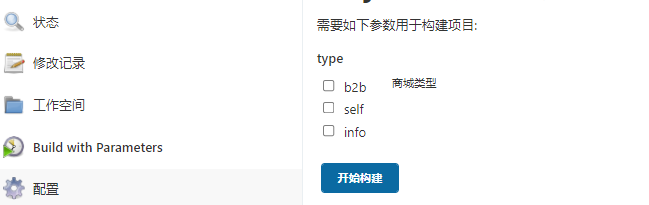 状态
修改记录
工作空间
Build with Parameters
配置
需要如下参数用于构建项目:
type
b2b 商城类型
self
info
开始构建